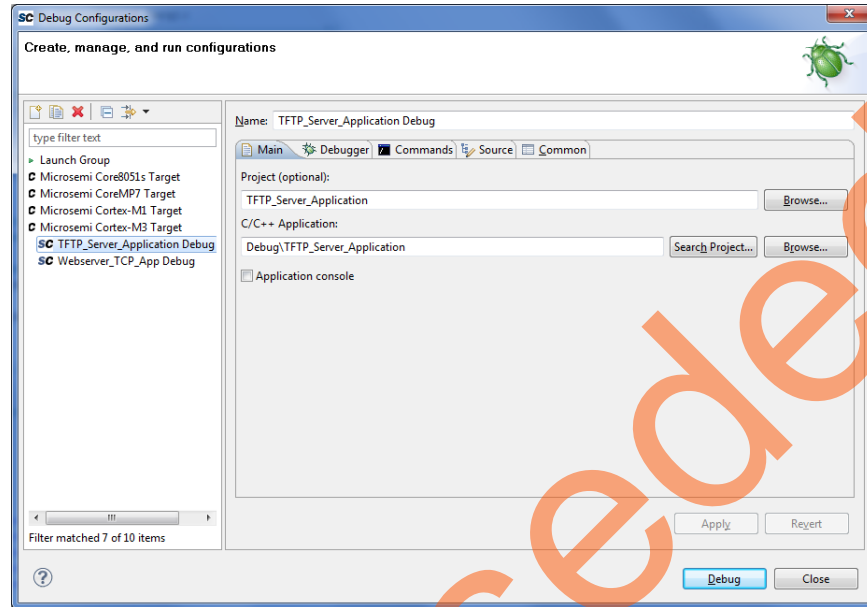 SC Debug Configurations
Create, manage, and run configurations
type filter text
Launch Group
C Microsemi Core8051s Target
C Microsemi CoreMP7 Target
C Microsemi Cortex-M1 Target
C Microsemi Cortex-M3 Target
SC TFTP_Server_Application Debug
SC Webserver_TCP_App Debug
Filter matched 7 of 10 items
Name: TFTP_Server_Application Debug
Main Debugger Commands Source Common
Project (optional):
TFTP_Server_Application Browse...
C/C++ Application:
Debug\TFTP_Server_Application Search Project... Browse...
Application console
Apply Revert
? Debug Close